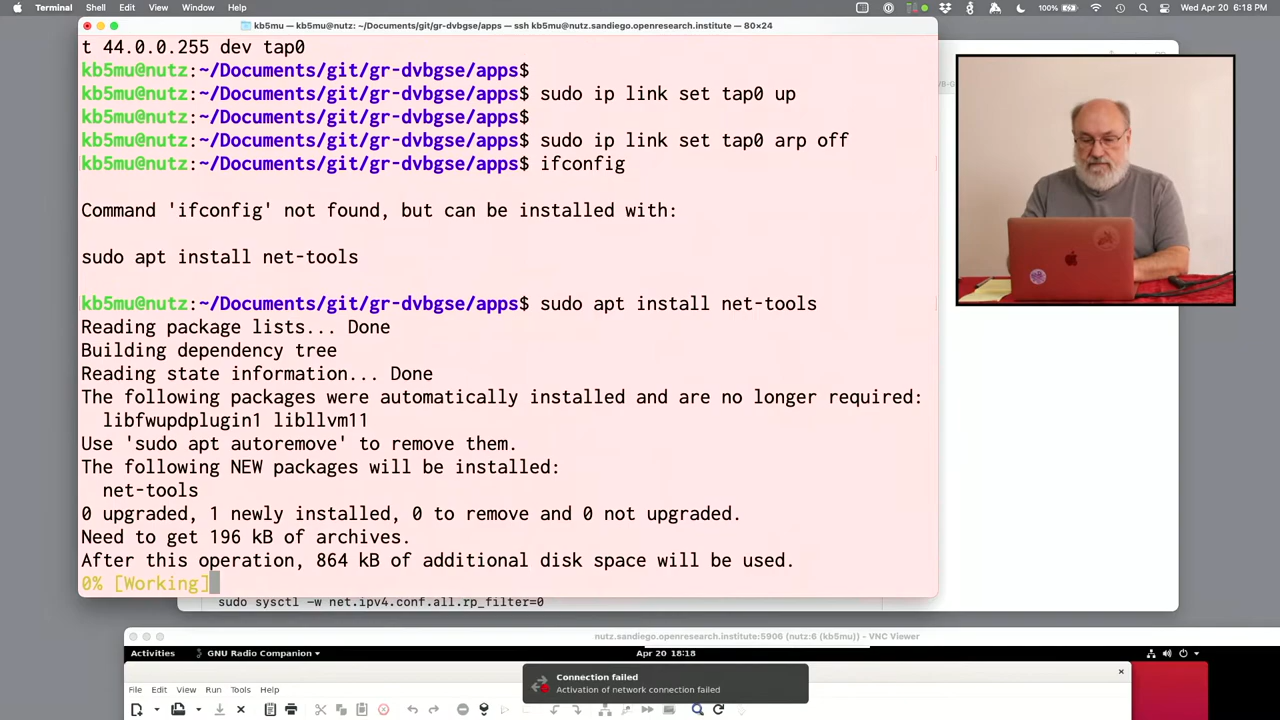 Terminal Shell Edit View Window Help
100% Wed Apr 20 6:18 PM
kb5mu — kb5mu@nutz: ~/Documents/git/gr-dvbgse/apps — ssh kb5mu@nutz.sandiego.openresearch.institute — 80×24
t 44.0.0.255 dev tap0
kb5mu@nutz:~/Documents/git/gr-dvbgse/apps$
kb5mu@nutz:~/Documents/git/gr-dvbgse/apps$ sudo ip link set tap0 up
kb5mu@nutz:~/Documents/git/gr-dvbgse/apps$
kb5mu@nutz:~/Documents/git/gr-dvbgse/apps$ sudo ip link set tap0 arp off
kb5mu@nutz:~/Documents/git/gr-dvbgse/apps$ ifconfig
Command 'ifconfig' not found, but can be installed with:
sudo apt install net-tools
kb5mu@nutz:~/Documents/git/gr-dvbgse/apps$ sudo apt install net-tools
Reading package lists... Done
Building dependency tree
Reading state information... Done
The following packages were automatically installed and are no longer required:
libfwupdplugin1 libllvm11
Use 'sudo apt autoremove' to remove them.
The following NEW packages will be installed:
net-tools
0 upgraded, 1 newly installed, 0 to remove and 0 not upgraded.
Need to get 196 kB of archives.
After this operation, 864 kB of additional disk space will be used.
0% [Working]
sudo sysctl -w net.ipv4.conf.all.rp_filter=0
nutz.sandiego.openresearch.institute:5906 (nutz:6 (kb5mu)) - VNC Viewer
Activities GNU Radio Companion Apr 20 18:18
Connection failed
Activation of network connection failed
File Edit View Run Tools Help